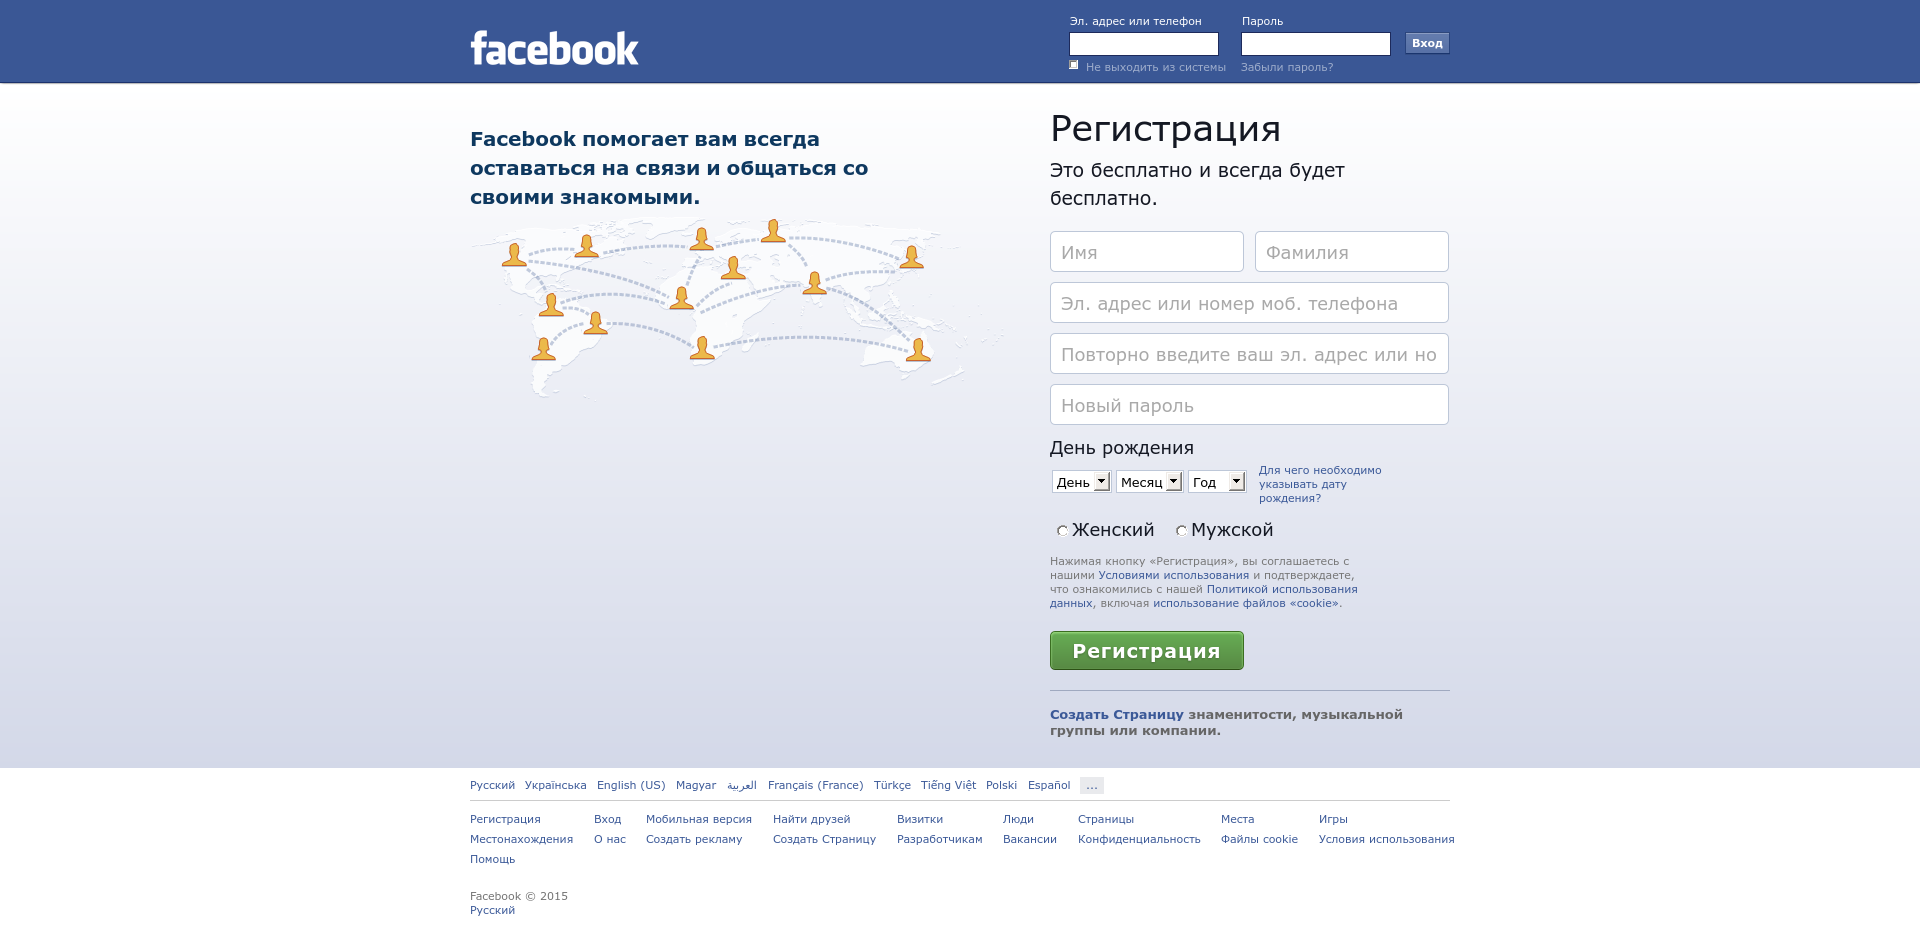 facebook
Эл. адрес или телефон
Пароль
Вход
Не выходить из системы
Забыли пароль?
Facebook помогает вам всегда
оставаться на связи и общаться со
своими знакомыми.
Регистрация
Это бесплатно и всегда будет
бесплатно.
Имя
Фамилия
Эл. адрес или номер моб. телефона
Повторно введите ваш эл. адрес или но
Новый пароль
День рождения
День
Месяц
Год
Для чего необходимо
указывать дату
рождения?
Женский
Мужской
Нажимая кнопку «Регистрация», вы соглашаетесь с
нашими Условиями использования и подтверждаете,
что ознакомились с нашей Политикой использования
данных, включая использование файлов «cookie».
Регистрация
Создать Страницу знаменитости, музыкальной
группы или компании.
Русский Українська English (US) Magyar العربية Français (France) Türkçe Tiếng Việt Polski Español ...
Регистрация Вход Мобильная версия Найти друзей Визитки Люди Страницы Места Игры
Местонахождения О нас Создать рекламу Создать Страницу Разработчикам Вакансии Конфиденциальность Файлы cookie Условия использования
Помощь
Facebook © 2015
Русский